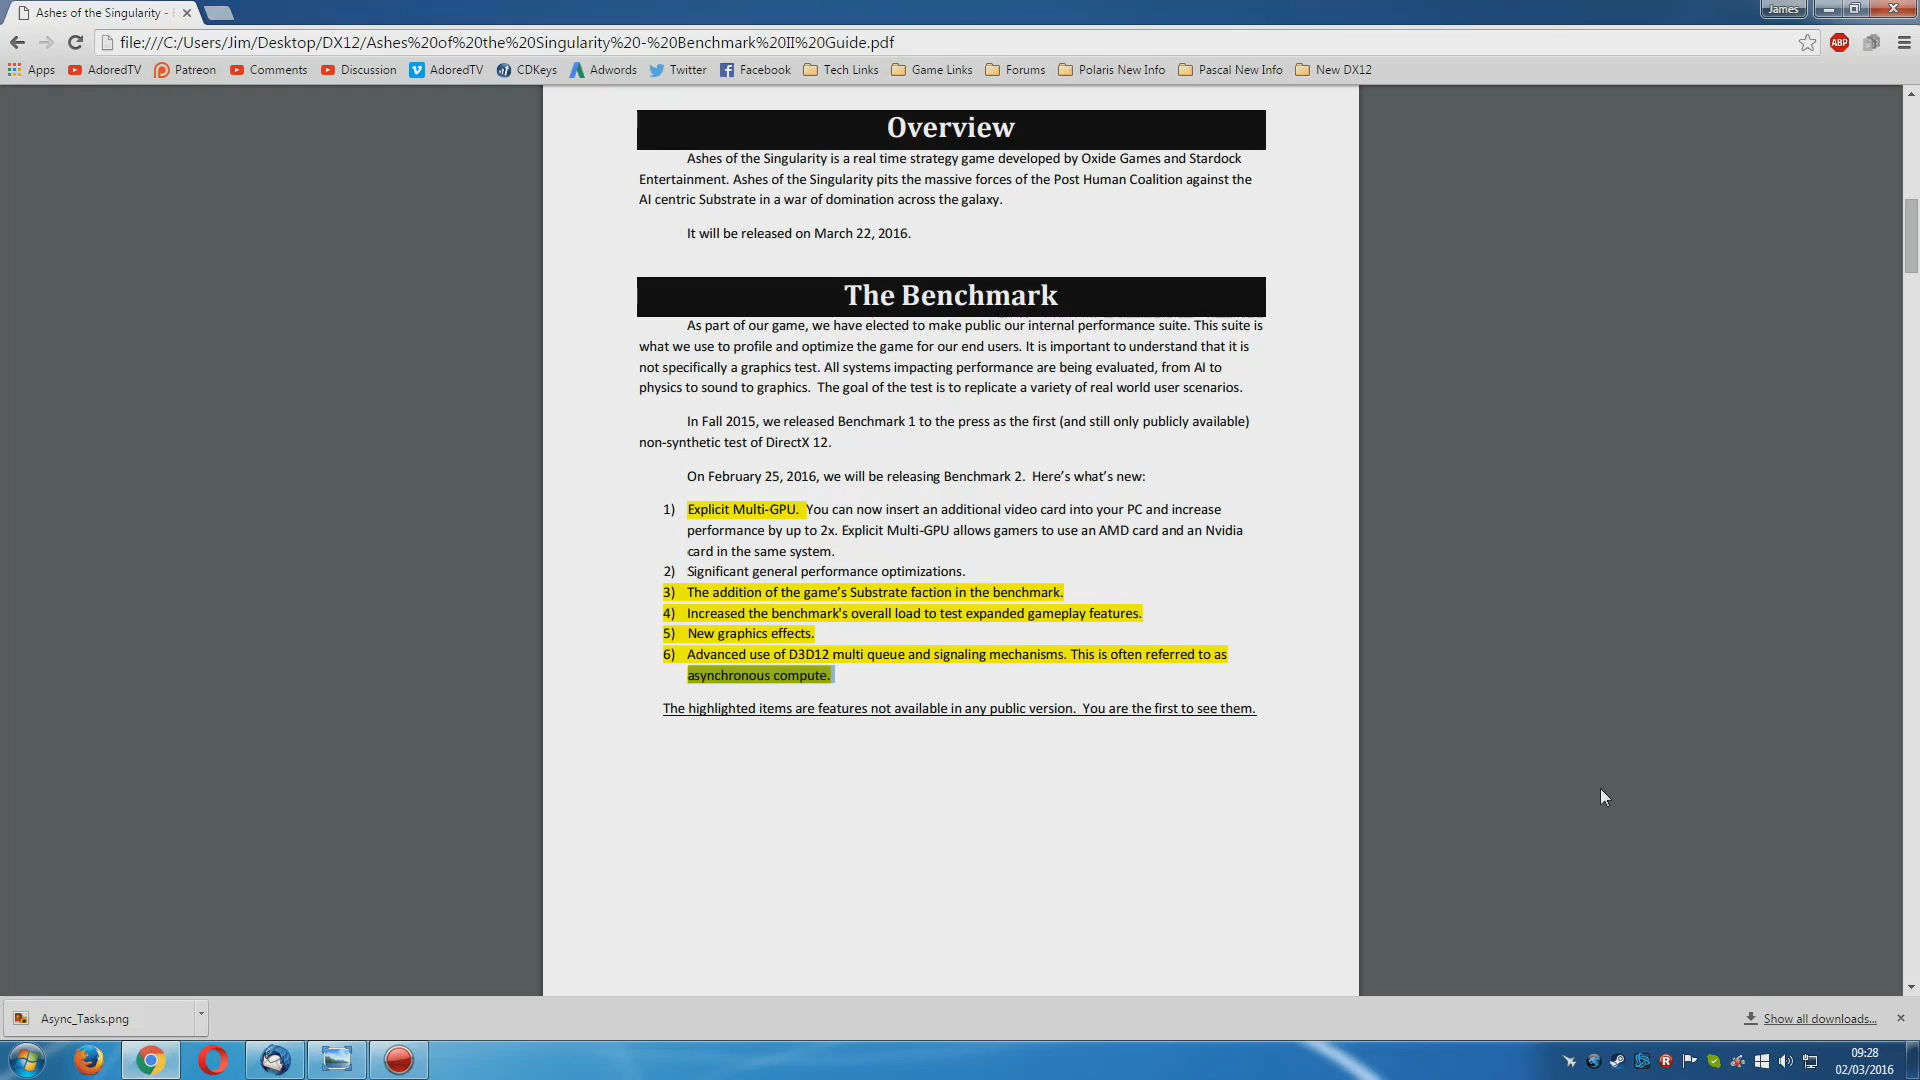 Ashes of the Singularity -
James
file:///C:/Users/Jim/Desktop/DX12/Ashes%20of%20the%20Singularity%20-%20Benchmark%20II%20Guide.pdf
ABP
Apps AdoredTV Patreon Comments Discussion AdoredTV CDKeys Adwords Twitter Facebook Tech Links Game Links Forums Polaris New Info Pascal New Info New DX12
Overview
Ashes of the Singularity is a real time strategy game developed by Oxide Games and Stardock
Entertainment. Ashes of the Singularity pits the massive forces of the Post Human Coalition against the
AI centric Substrate in a war of domination across the galaxy.
It will be released on March 22, 2016.
The Benchmark
As part of our game, we have elected to make public our internal performance suite. This suite is
what we use to profile and optimize the game for our end users. It is important to understand that it is
not specifically a graphics test. All systems impacting performance are being evaluated, from AI to
physics to sound to graphics.  The goal of the test is to replicate a variety of real world user scenarios.
In Fall 2015, we released Benchmark 1 to the press as the first (and still only publicly available)
non-synthetic test of DirectX 12.
On February 25, 2016, we will be releasing Benchmark 2.  Here's what's new:
1) Explicit Multi-GPU. You can now insert an additional video card into your PC and increase
performance by up to 2x. Explicit Multi-GPU allows gamers to use an AMD card and an Nvidia
card in the same system.
2) Significant general performance optimizations.
3) The addition of the game's Substrate faction in the benchmark.
4) Increased the benchmark's overall load to test expanded gameplay features.
5) New graphics effects.
6) Advanced use of D3D12 multi queue and signaling mechanisms. This is often referred to as
asynchronous compute.
The highlighted items are features not available in any public version.  You are the first to see them.
Async_Tasks.png
Show all downloads...
09:28
02/03/2016